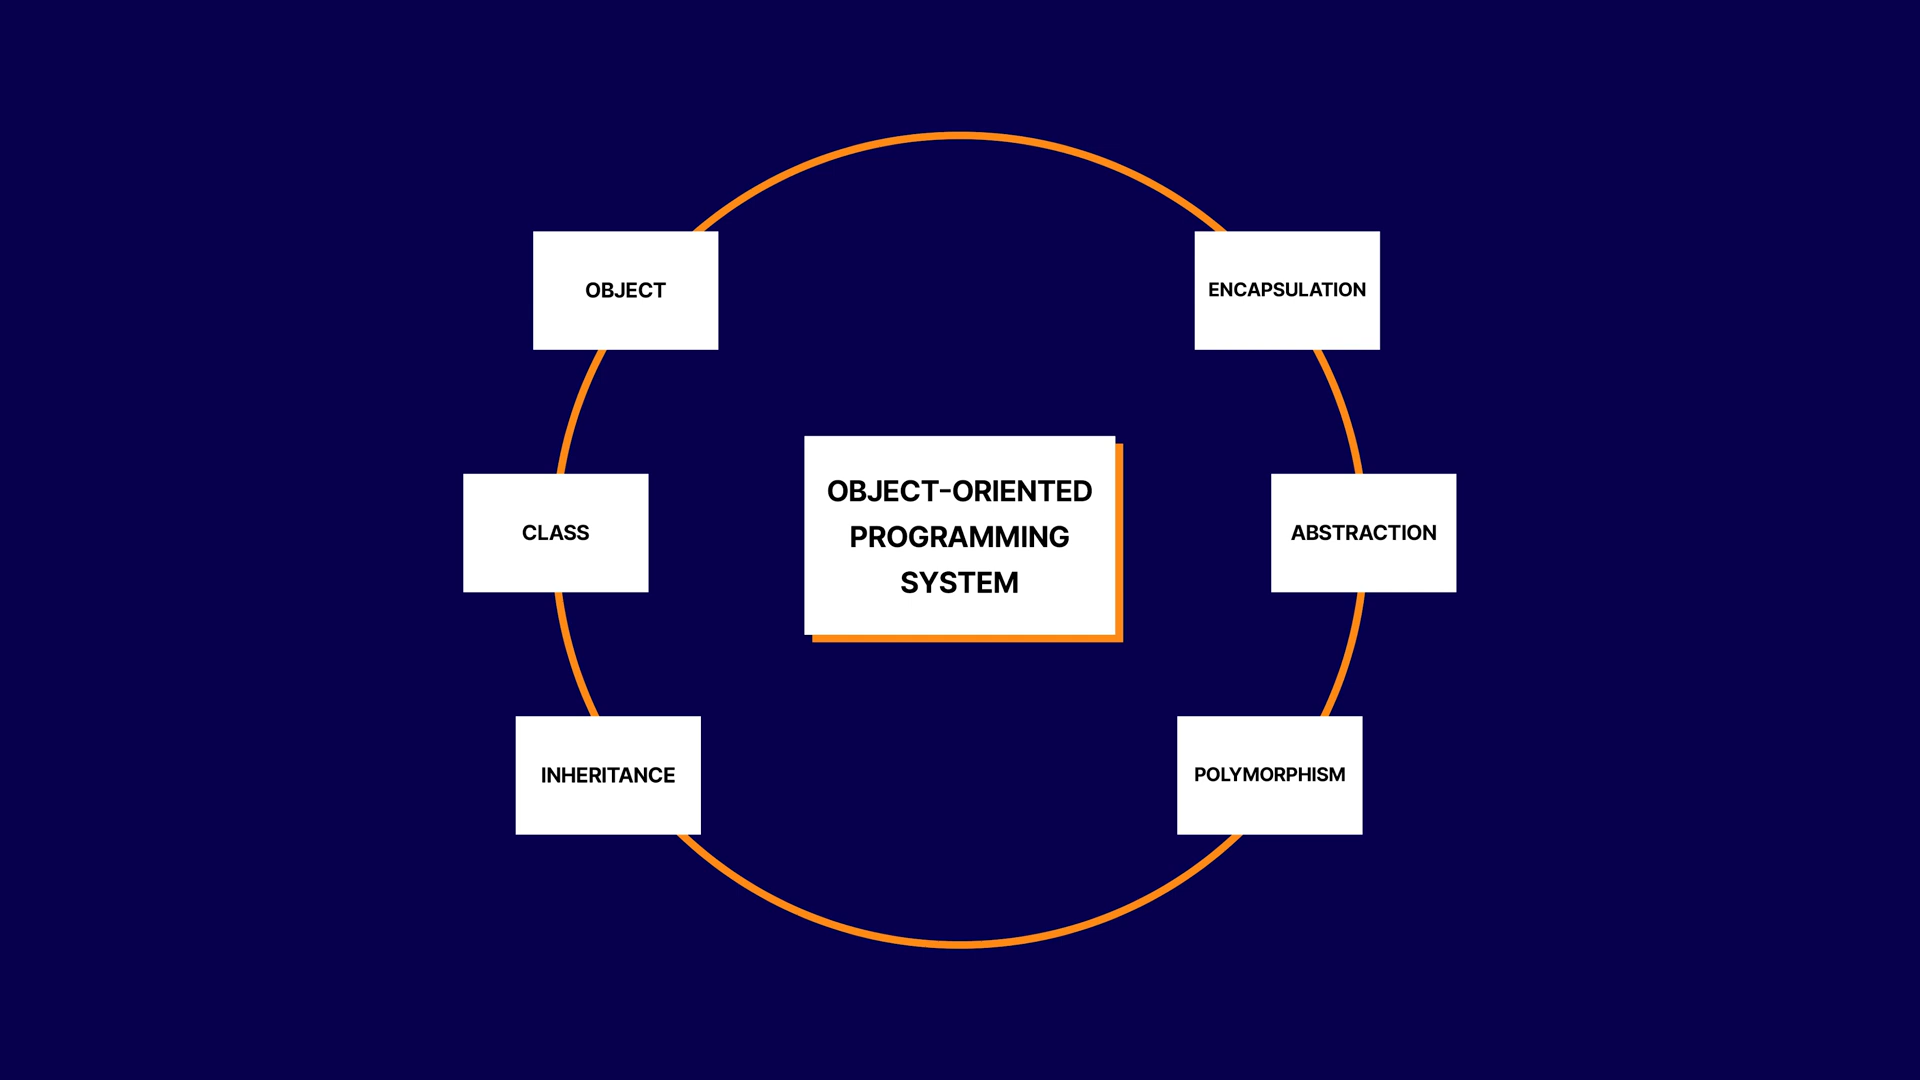 OBJECT
ENCAPSULATION
CLASS
OBJECT-ORIENTED
PROGRAMMING
SYSTEM
ABSTRACTION
INHERITANCE
POLYMORPHISM